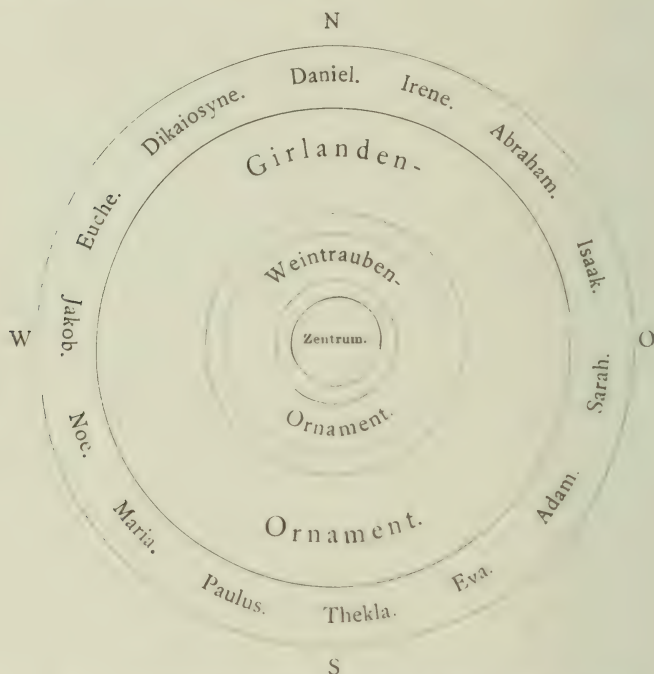 N
Daniel.
Irene.
Abraham.
Isaak.
O
Sarah.
Adam.
Eva.
S
Thekla.
Paulus.
Maria.
Noe.
W
Jakob.
Euche.
Dikaiosyne.
Girlanden-
Ornament.
Weintrauben-
Ornament.
Zentrum.